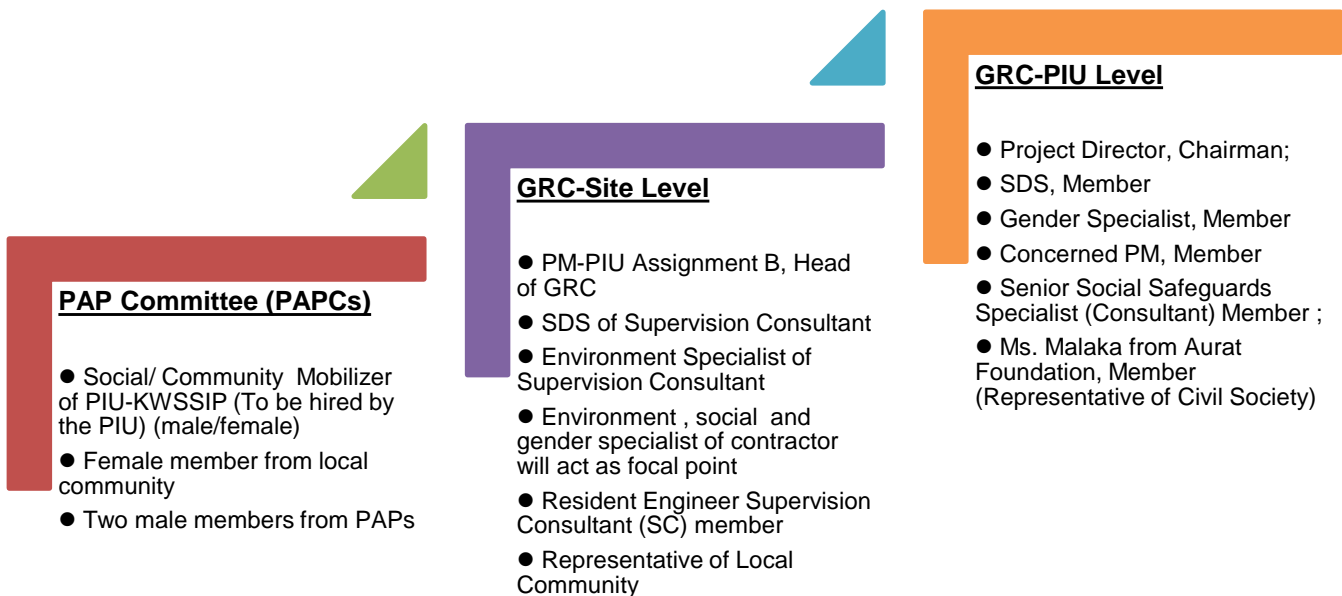 PAP Committee (PAPCs)
● Social/ Community Mobilizer
of PIU-KWSSIP (To be hired by
the PIU) (male/female)
● Female member from local
community
● Two male members from PAPs
GRC-Site Level
● PM-PIU Assignment B, Head
of GRC
● SDS of Supervision Consultant
● Environment Specialist of
Supervision Consultant
● Environment , social and
gender specialist of contractor
will act as focal point
● Resident Engineer Supervision
Consultant (SC) member
● Representative of Local
Community
GRC-PIU Level
● Project Director, Chairman;
● SDS, Member
● Gender Specialist, Member
● Concerned PM, Member
● Senior Social Safeguards
Specialist (Consultant) Member ;
● Ms. Malaka from Aurat
Foundation, Member
(Representative of Civil Society)